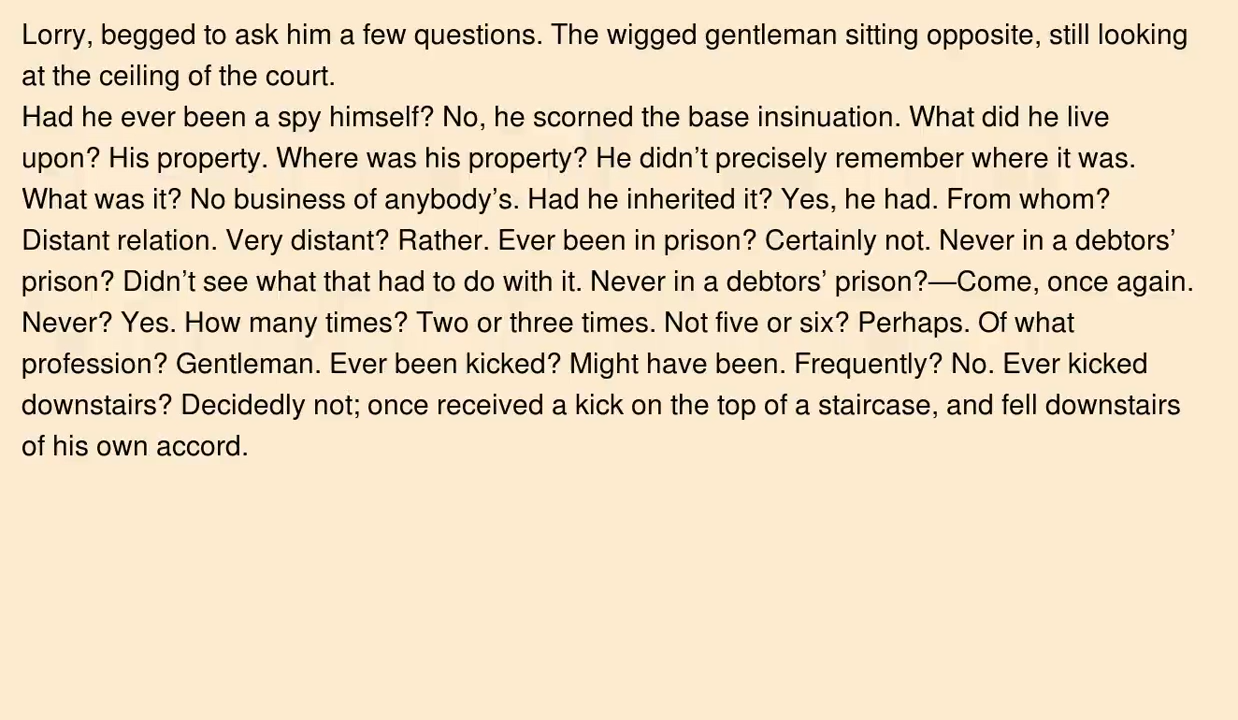 Lorry, begged to ask him a few questions. The wigged gentleman sitting opposite, still looking
at the ceiling of the court.
Had he ever been a spy himself? No, he scorned the base insinuation. What did he live
upon? His property. Where was his property? He didn’t precisely remember where it was.
What was it? No business of anybody’s. Had he inherited it? Yes, he had. From whom?
Distant relation. Very distant? Rather. Ever been in prison? Certainly not. Never in a debtors’
prison? Didn’t see what that had to do with it. Never in a debtors’ prison?—Come, once again.
Never? Yes. How many times? Two or three times. Not five or six? Perhaps. Of what
profession? Gentleman. Ever been kicked? Might have been. Frequently? No. Ever kicked
downstairs? Decidedly not; once received a kick on the top of a staircase, and fell downstairs
of his own accord.